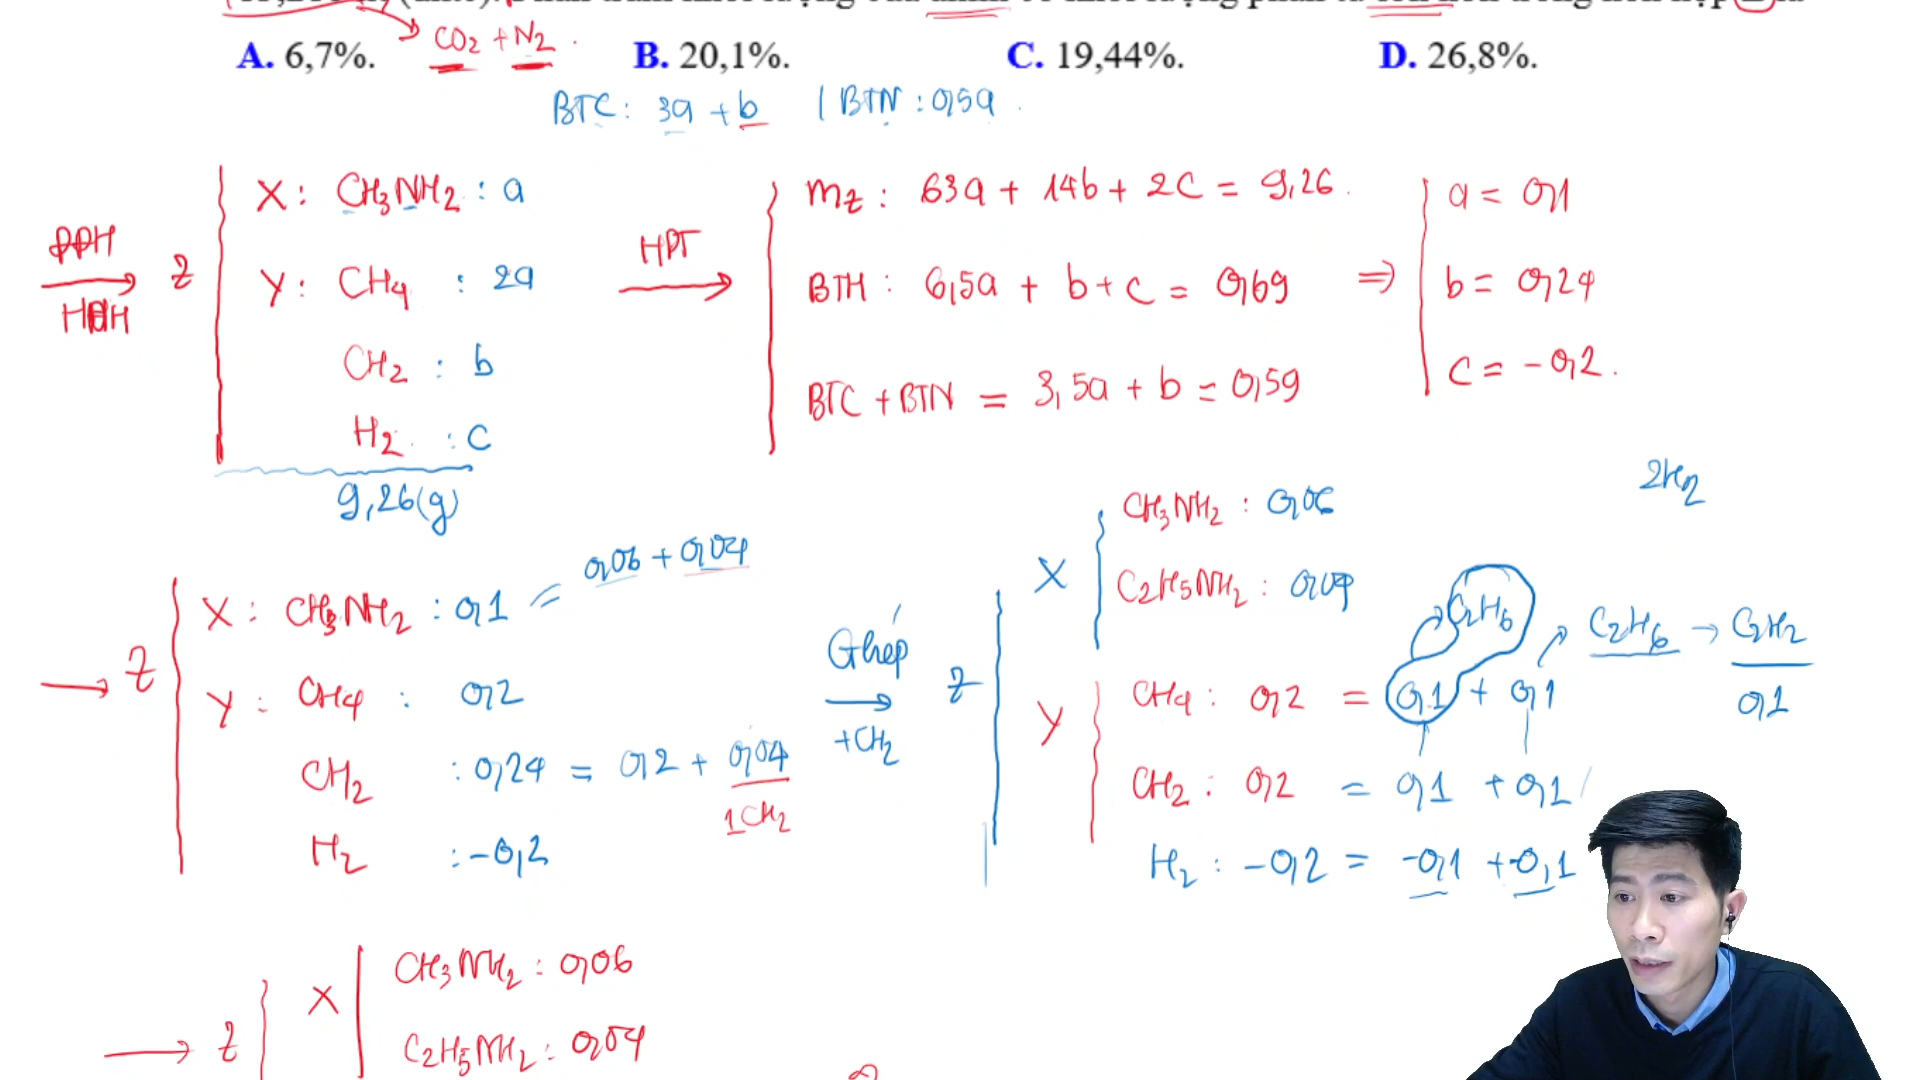 CO2 + N2 .
A. 6,7%. B. 20,1%. C. 19,44%. D. 26,8%.
BTC: 3a + b | BTN : 0,5a .
PPH
HĐH
Z
X : CH3NH2 : a
Y : CH4 : 2a
CH2 : b
H2 : c
9,26(g)
HPT
mZ : 63a + 14b + 2c = 9,26 .
BTH : 6,5a + b + c = 0,69
BTC + BTN = 3,5a + b = 0,59
=> a = 0,1
b = 0,24
c = -0,2.
Z
X : CH3NH2 : 0,1 = 0,06 + 0,04
Y : CH4 : 0,2
CH2 : 0,24 = 0,2 + 0,04
1CH2
H2 : -0,2
Ghép
+CH2
Z
X
CH3NH2 : 0,06
C2H5NH2 : 0,04
2H2
C2H6
C2H6 → C2H2
0,1
Y
CH4 : 0,2 = 0,1 + 0,1
CH2 : 0,2 = 0,1 + 0,1
H2 : -0,2 = -0,1 + -0,1
Z
X
CH3NH2 : 0,06
C2H5NH2 : 0,04